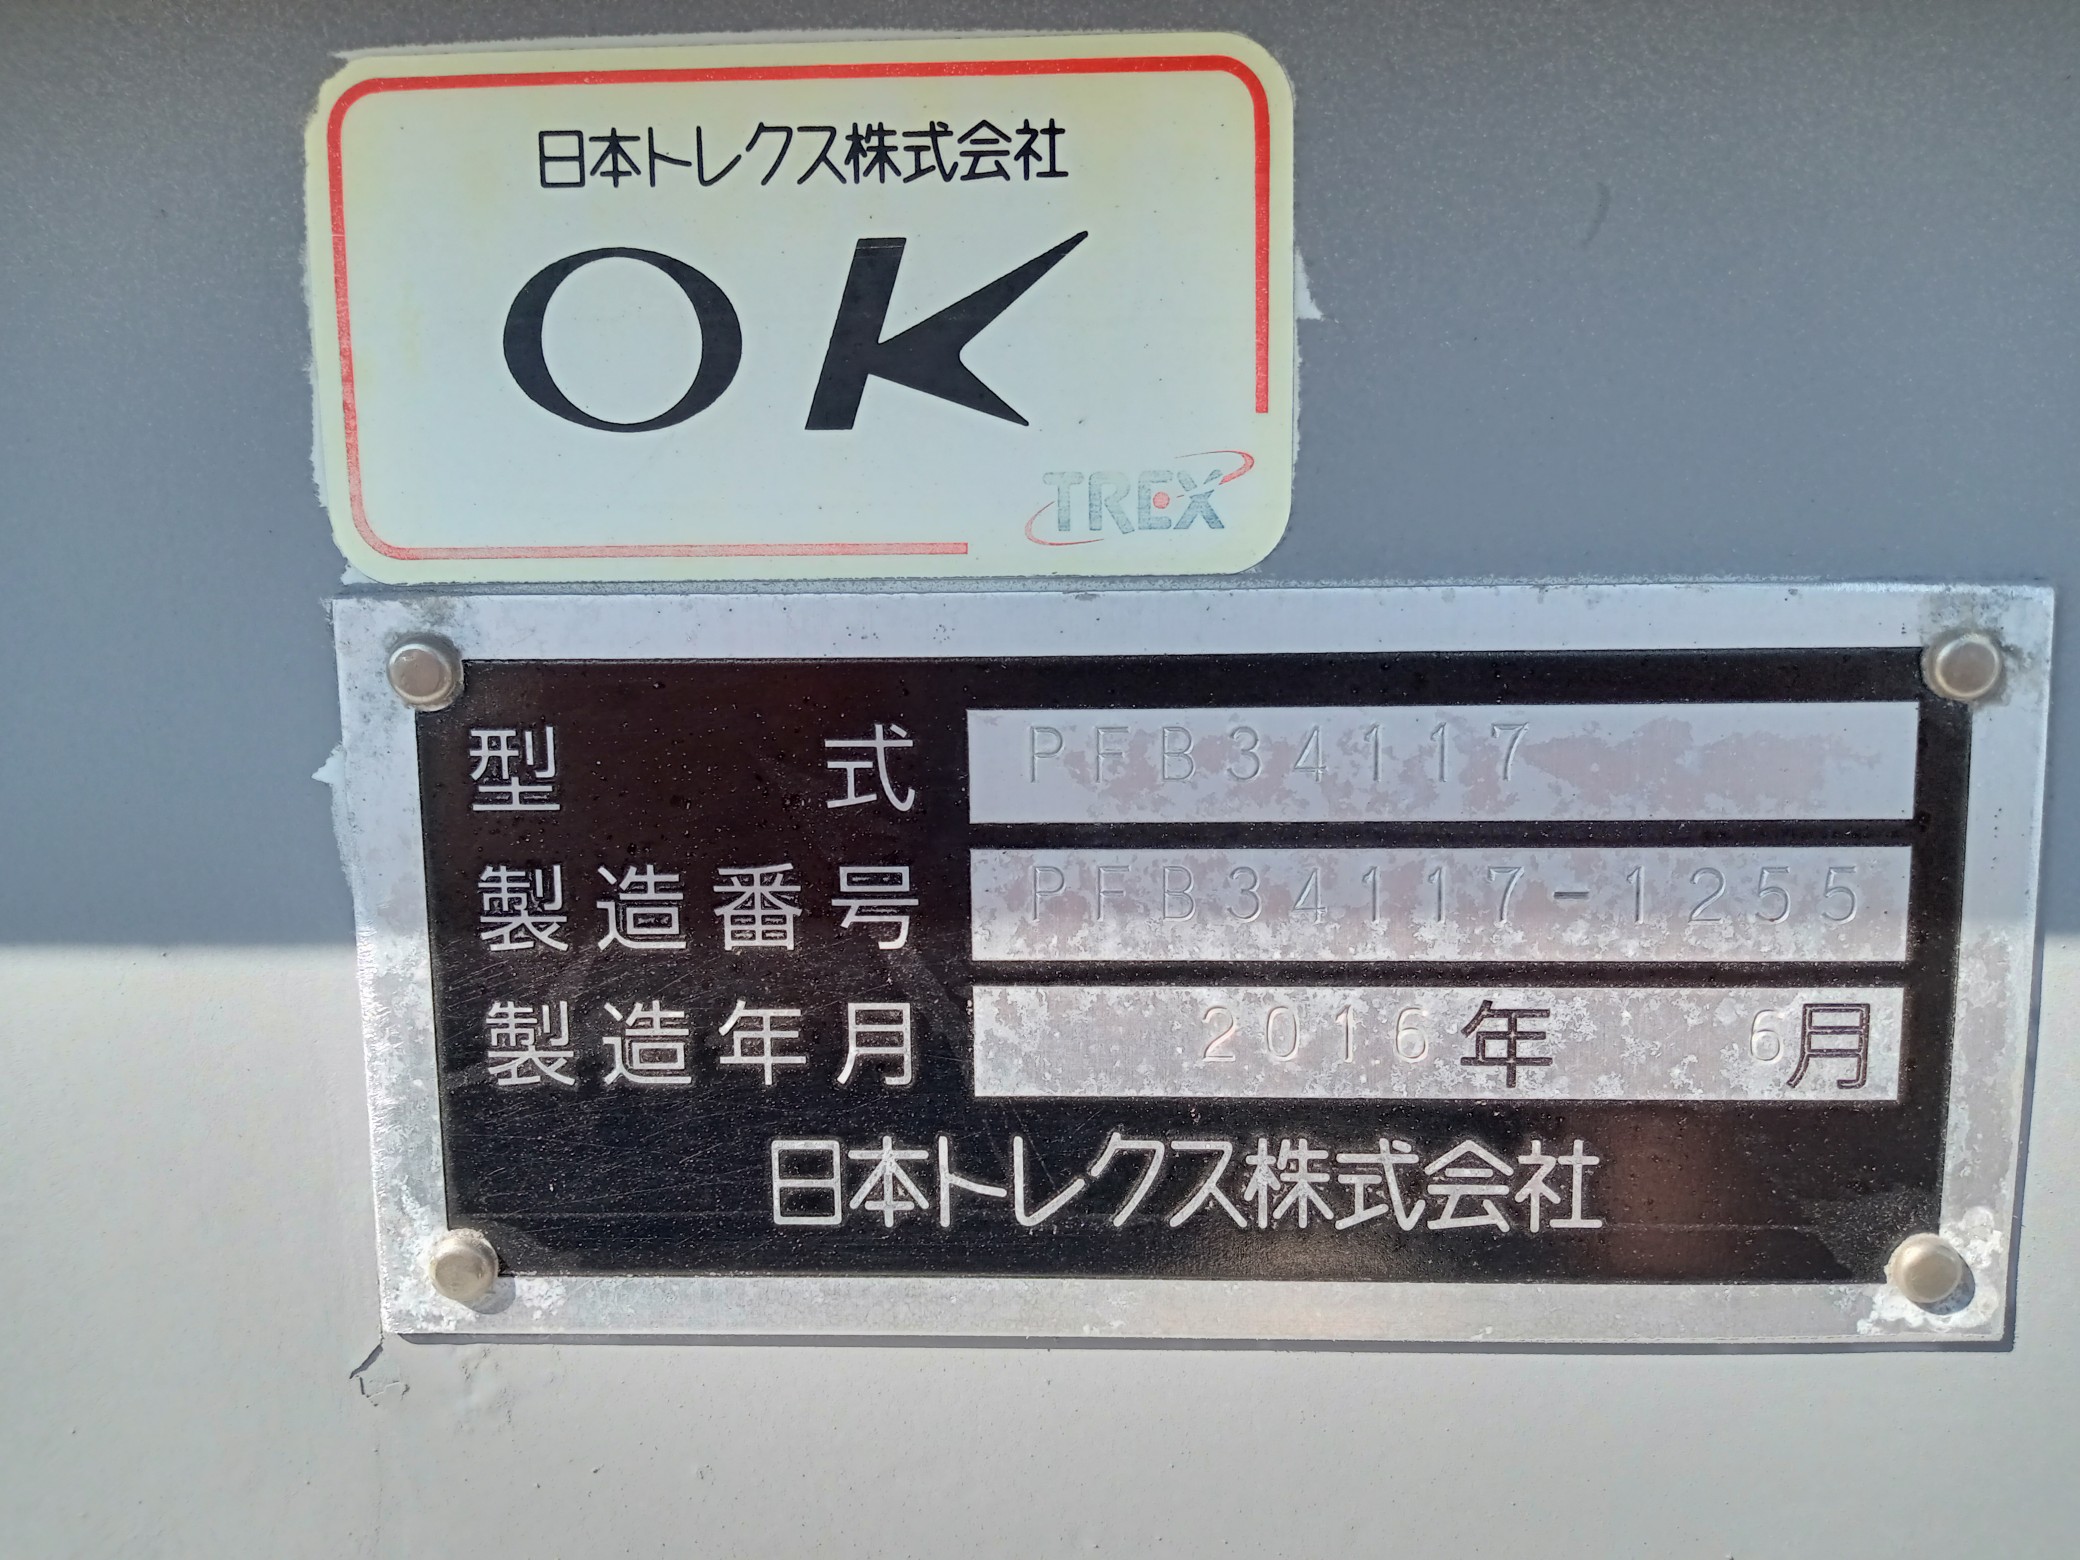 日本トレクス株式会社
OK
TREX
型式 PFB34117
製造番号 PFB34117-1255
製造年月 2016年 6月
日本トレクス株式会社